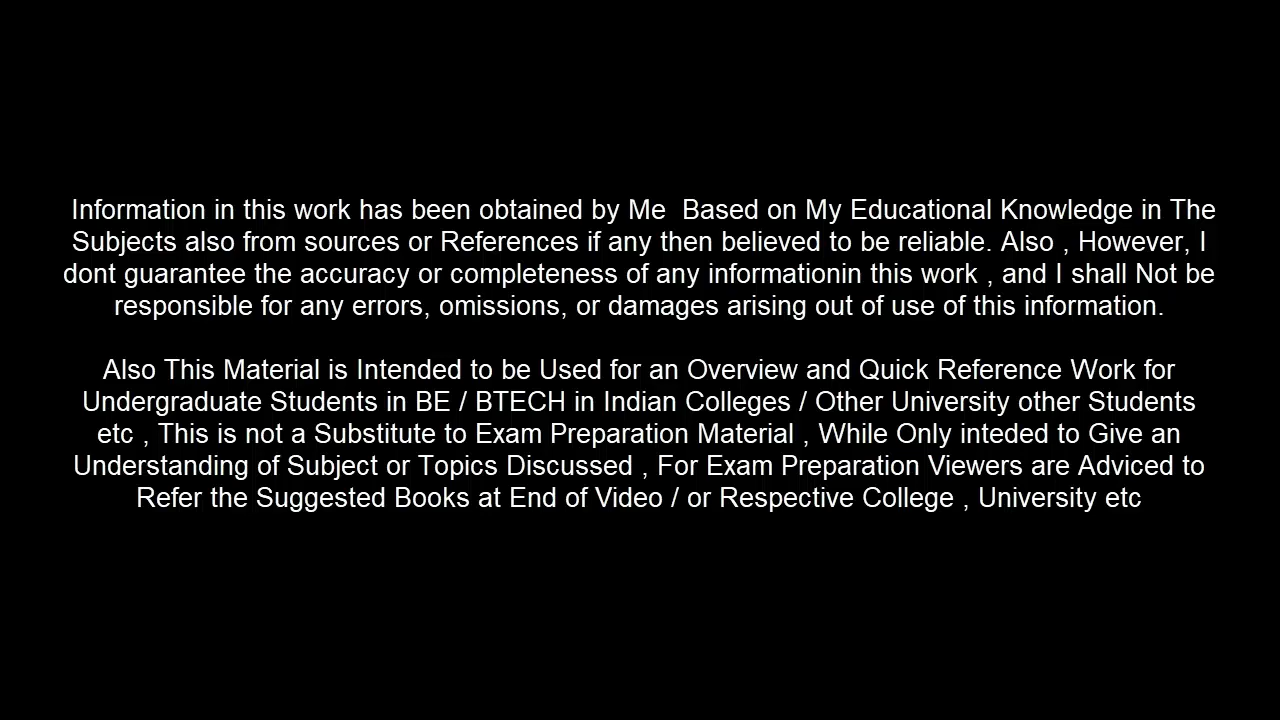 Information in this work has been obtained by Me  Based on My Educational Knowledge in The
Subjects also from sources or References if any then believed to be reliable. Also , However, I
dont guarantee the accuracy or completeness of any informationin this work , and I shall Not be
responsible for any errors, omissions, or damages arising out of use of this information.
Also This Material is Intended to be Used for an Overview and Quick Reference Work for
Undergraduate Students in BE / BTECH in Indian Colleges / Other University other Students
etc , This is not a Substitute to Exam Preparation Material , While Only inteded to Give an
Understanding of Subject or Topics Discussed , For Exam Preparation Viewers are Adviced to
Refer the Suggested Books at End of Video / or Respective College , University etc